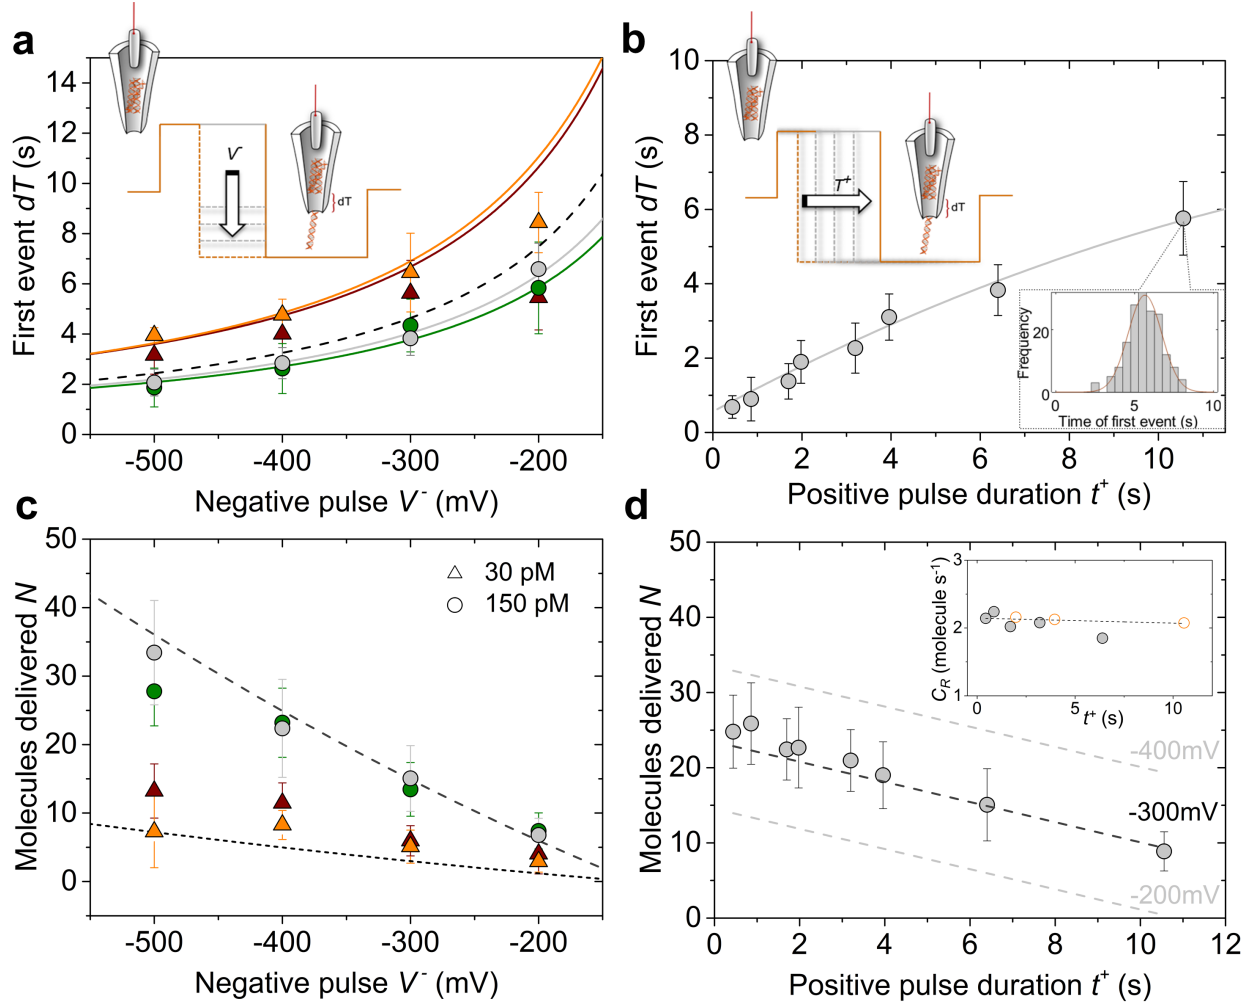 a
First event dT (s)
14
12
10
8
6
4
2
0
V⁻
dT
-500
-400
-300
-200
Negative pulse V⁻ (mV)
b
First event dT (s)
10
8
6
4
2
0
T⁺
dT
Frequency
20
0
0
5
10
Time of first event (s)
0
2
4
6
8
10
Positive pulse duration t⁺ (s)
c
Molecules delivered N
50
40
30
20
10
0
30 pM
150 pM
-500
-400
-300
-200
Negative pulse V⁻ (mV)
d
Molecules delivered N
50
40
30
20
10
0
C_R (molecule s⁻¹)
3
2
1
0
5
10
t⁺ (s)
-400mV
-300mV
-200mV
0
2
4
6
8
10
12
Positive pulse duration t⁺ (s)